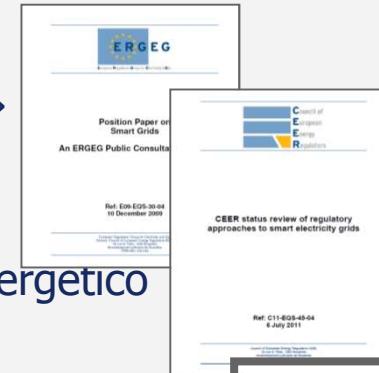 ERGEG
Position Paper on
Smart Grids
An ERGEG Public Consulta
Ref: E09-EQS-30-04
10 December 2009
Council of
European
Energy
Regulators
CEER status review of regulatory
approaches to smart electricity grids
Ref: C11-EQS-45-04
6 July 2011
ergetico